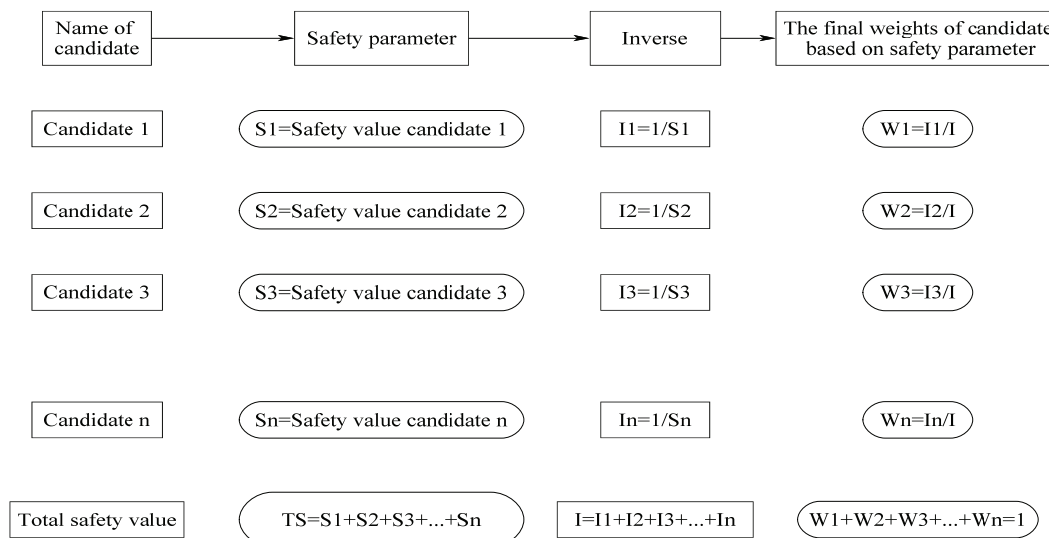 Name of
candidate
Safety parameter
Inverse
The final weights of candidate
based on safety parameter
Candidate 1
S1=Safety value candidate 1
I1=1/S1
W1=I1/I
Candidate 2
S2=Safety value candidate 2
I2=1/S2
W2=I2/I
Candidate 3
S3=Safety value candidate 3
I3=1/S3
W3=I3/I
Candidate n
Sn=Safety value candidate n
In=1/Sn
Wn=In/I
Total safety value
TS=S1+S2+S3+...+Sn
I=I1+I2+I3+...+In
W1+W2+W3+...+Wn=1